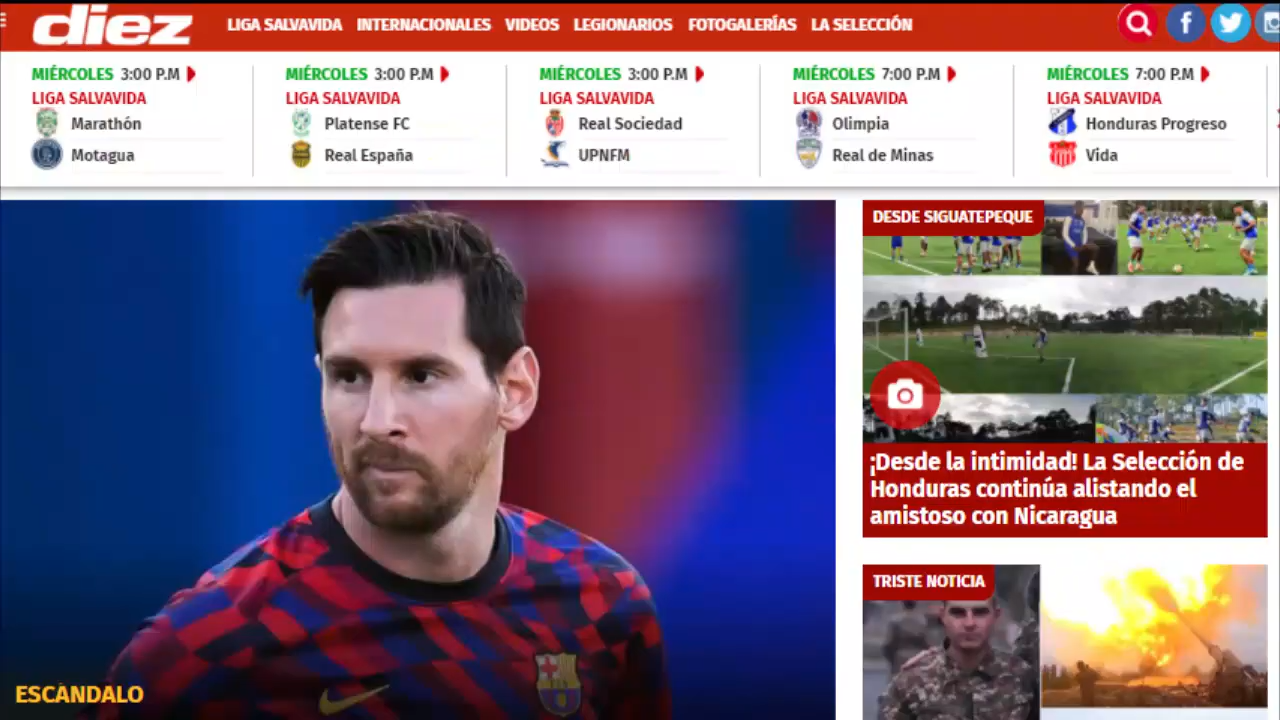 diez
LIGA SALVAVIDA INTERNACIONALES VIDEOS LEGIONARIOS FOTOGALERÍAS LA SELECCIÓN
MIÉRCOLES 3:00 P.M
LIGA SALVAVIDA
Marathón
Motagua
MIÉRCOLES 3:00 P.M
LIGA SALVAVIDA
Platense FC
Real España
MIÉRCOLES 3:00 P.M
LIGA SALVAVIDA
Real Sociedad
UPNFM
MIÉRCOLES 7:00 P.M
LIGA SALVAVIDA
Olimpia
Real de Minas
MIÉRCOLES 7:00 P.M
LIGA SALVAVIDA
Honduras Progreso
Vida
ESCÁNDALO
DESDE SIGUATEPEQUE
¡Desde la intimidad! La Selección de
Honduras continúa alistando el
amistoso con Nicaragua
TRISTE NOTICIA